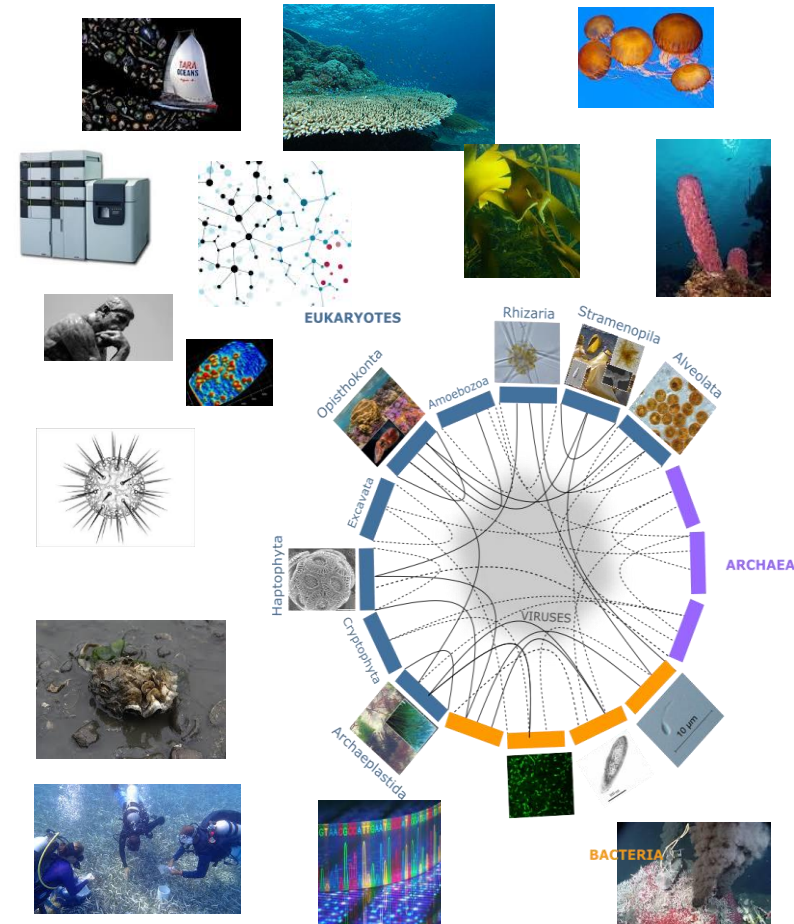 TARA
OCEANS
EUKARYOTES
Rhizaria
Stramenopila
Alveolata
Amoebozoa
Opisthokonta
Excavata
Haptophyta
Cryptophyta
Archaeplastida
ARCHAEA
VIRUSES
10 µm
BACTERIA